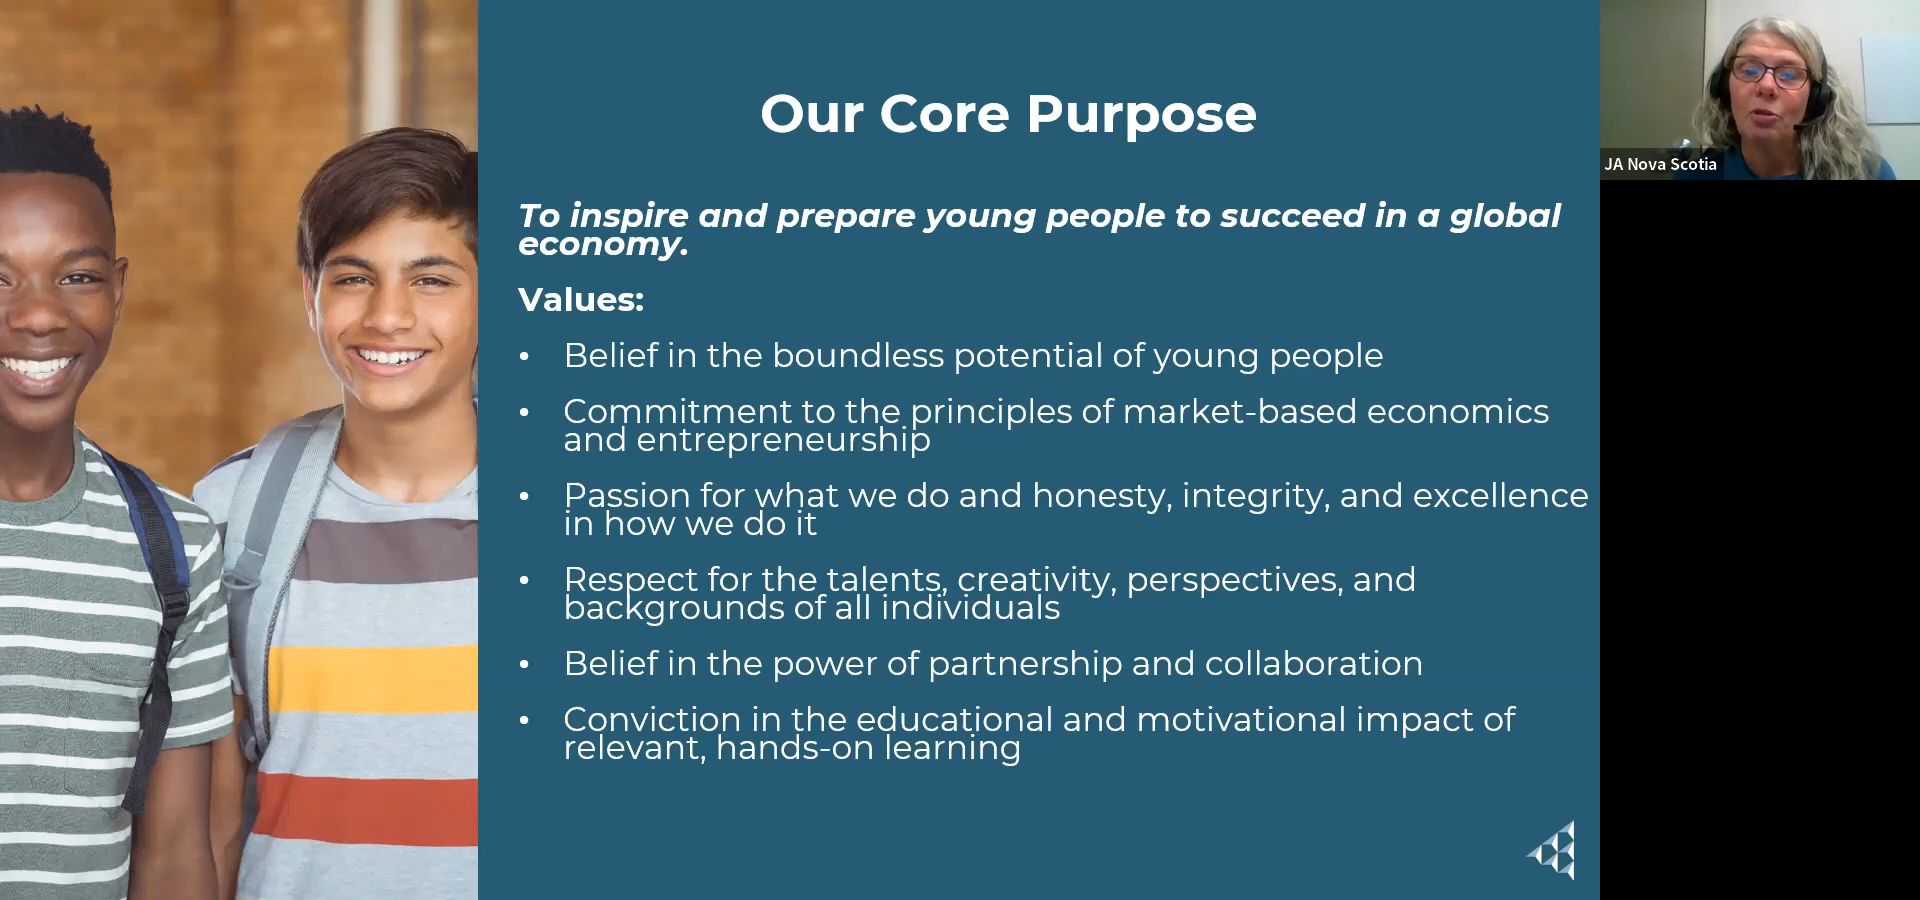 Our Core Purpose
To inspire and prepare young people to succeed in a global
economy.
Values:
• Belief in the boundless potential of young people
• Commitment to the principles of market-based economics
and entrepreneurship
• Passion for what we do and honesty, integrity, and excellence
in how we do it
• Respect for the talents, creativity, perspectives, and
backgrounds of all individuals
• Belief in the power of partnership and collaboration
• Conviction in the educational and motivational impact of
relevant, hands-on learning
JA Nova Scotia